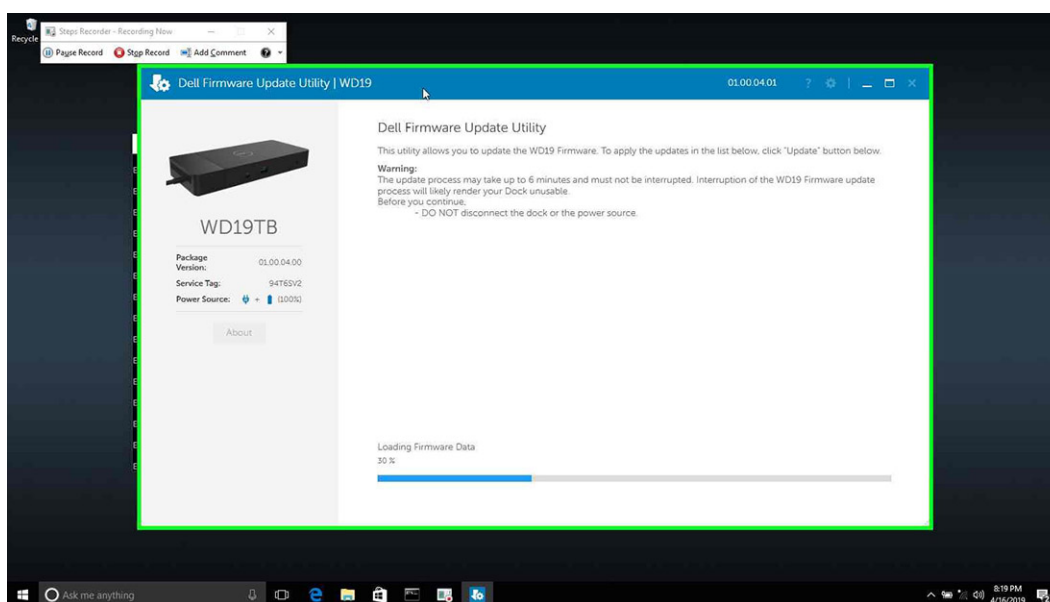 Recycle
Steps Recorder - Recording Now
Pause Record Stop Record Add Comment
Dell Firmware Update Utility | WD19 01.00.04.01
Dell Firmware Update Utility
This utility allows you to update the WD19 Firmware. To apply the updates in the list below, click "Update" button below.
Warning:
The update process may take up to 6 minutes and must not be interrupted. Interruption of the WD19 Firmware update
process will likely render your Dock unusable.
Before you continue,
- DO NOT disconnect the dock or the power source.
WD19TB
Package
Version: 01.00.04.00
Service Tag: 94T6SV2
Power Source: + (100%)
About
Loading Firmware Data
30 %
Ask me anything
8:19 PM
4/16/2019